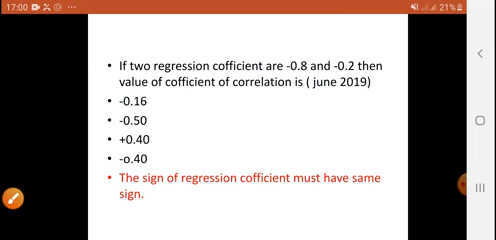 17:00
21%
If two regression cofficient are -0.8 and -0.2 then
value of cofficient of correlation is ( june 2019)
-0.16
-0.50
+0.40
-o.40
The sign of regression cofficient must have same
sign.